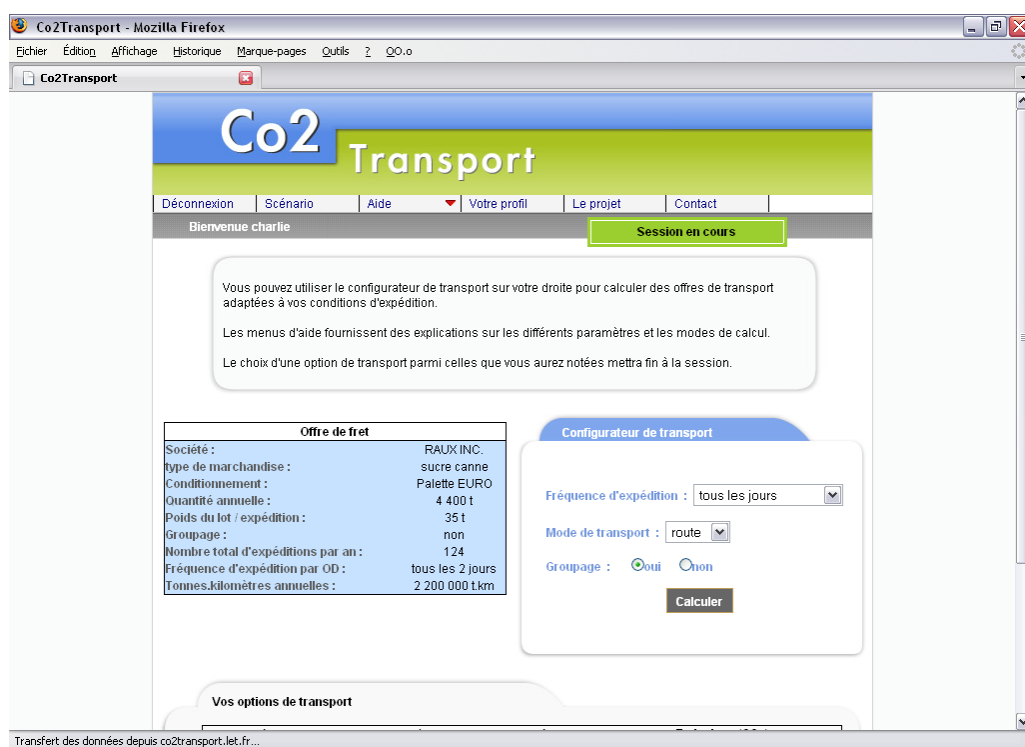 Co2Transport - Mozilla Firefox
Fichier Édition Affichage Historique Marque-pages Outils ? OO.o
Co2Transport
Co2
Transport
Déconnexion Scénario Aide Votre profil Le projet Contact
Bienvenue charlie
Session en cours
Vous pouvez utiliser le configurateur de transport sur votre droite pour calculer des offres de transport
adaptées à vos conditions d'expédition.
Les menus d'aide fournissent des explications sur les différents paramètres et les modes de calcul.
Le choix d'une option de transport parmi celles que vous aurez notées mettra fin à la session.
Offre de fret
Société : RAUX INC.
type de marchandise : sucre canne
Conditionnement : Palette EURO
Quantité annuelle : 4 400 t
Poids du lot / expédition : 35 t
Groupage : non
Nombre total d'expéditions par an : 124
Fréquence d'expédition par OD : tous les 2 jours
Tonnes.kilomètres annuelles : 2 200 000 t.km
Configurateur de transport
Fréquence d'expédition : tous les jours
Mode de transport : route
Groupage : oui non
Calculer
Vos options de transport
Transfert des données depuis co2transport.let.fr...